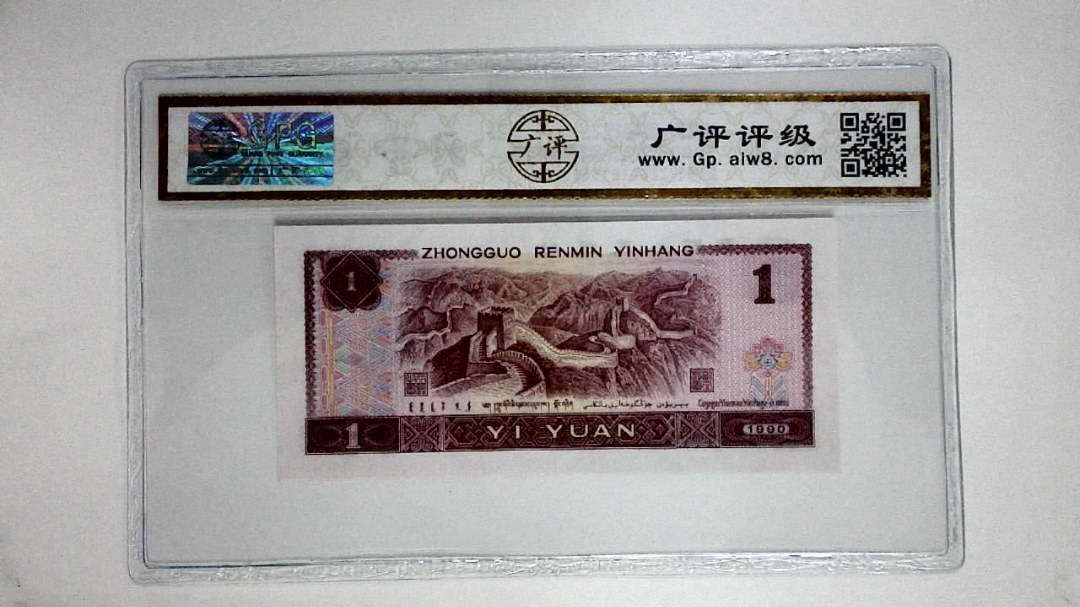 GPG
广评
广评评级
www. Gp. aiw8. com
ZHONGGUO RENMIN YINHANG
1
1
1
YI YUAN
1990